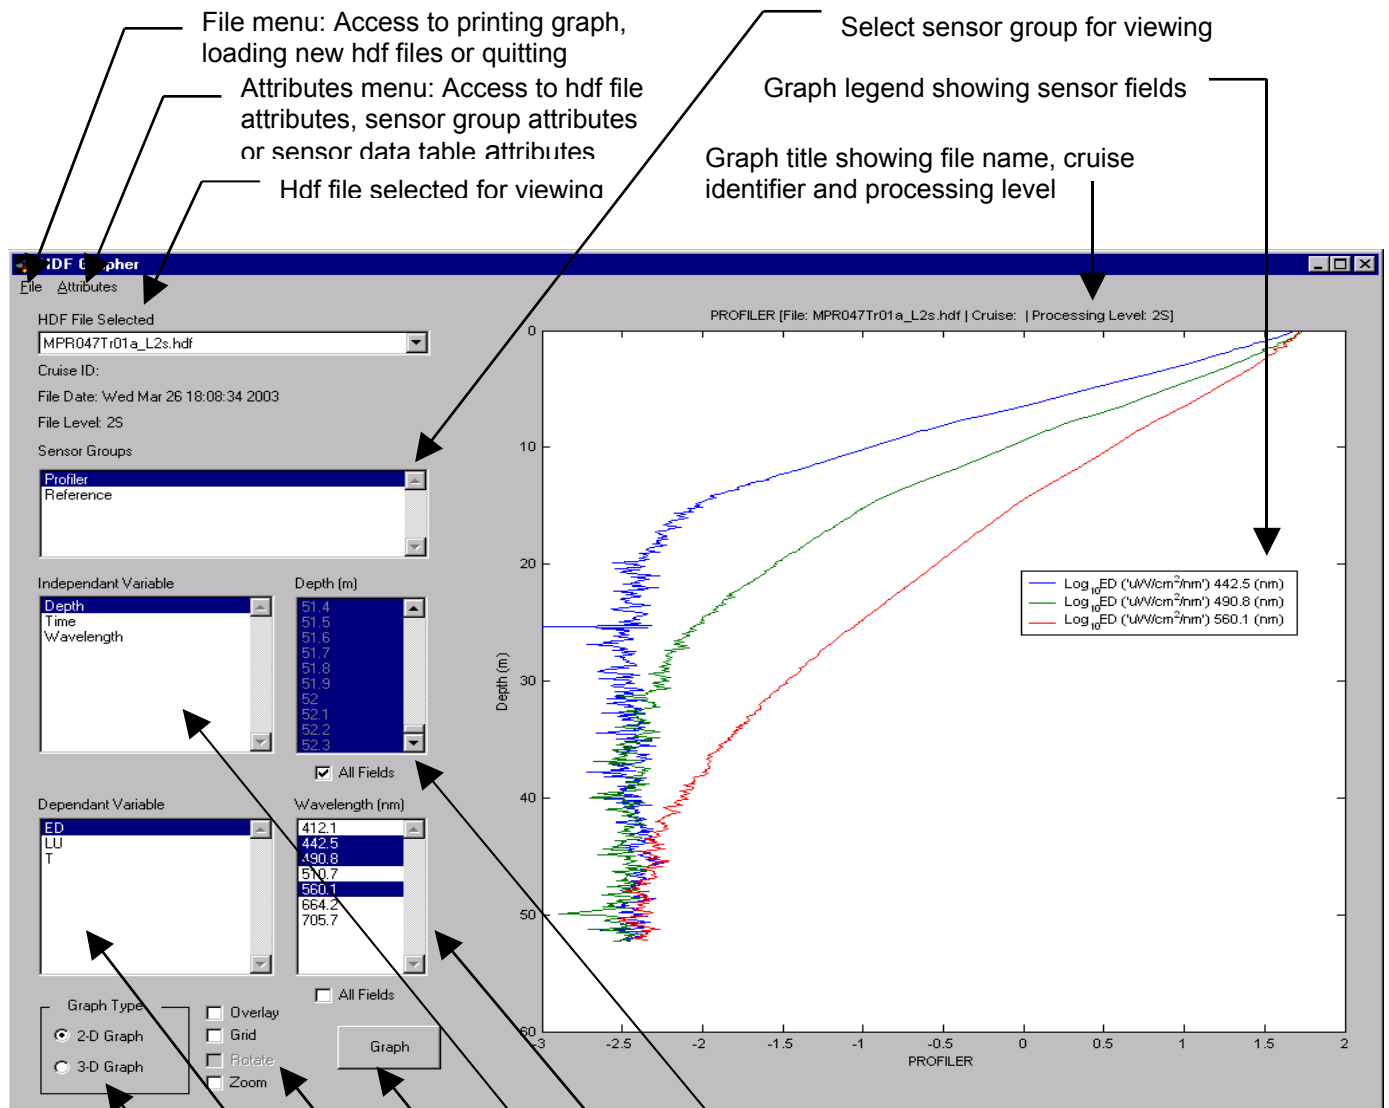 File menu: Access to printing graph,
loading new hdf files or quitting
Select sensor group for viewing
Attributes menu: Access to hdf file
attributes, sensor group attributes
or sensor data table attributes
Graph legend showing sensor fields
Graph title showing file name, cruise
identifier and processing level
Hdf file selected for viewing
HDF Grapher
File Attributes
HDF File Selected
MPR047Tr01a_L2s.hdf
Cruise ID:
File Date: Wed Mar 26 18:08:34 2003
File Level: 2S
Sensor Groups
Profiler
Reference
Independant Variable
Depth
Time
Wavelength
Depth (m)
51.4
51.5
51.6
51.7
51.8
51.9
52
52.1
52.2
52.3
All Fields
Dependant Variable
ED
LU
T
Wavelength (nm)
412.1
442.5
490.8
510.7
560.1
664.2
705.7
All Fields
Graph Type
2-D Graph
3-D Graph
Overlay
Grid
Rotate
Zoom
Graph
PROFILER [File: MPR047Tr01a_L2s.hdf | Cruise: | Processing Level: 2S]
0
10
20
30
40
50
60
Depth (m)
Log₁₀ED ('uW/cm²/nm') 442.5 (nm)
Log₁₀ED ('uW/cm²/nm') 490.8 (nm)
Log₁₀ED ('uW/cm²/nm') 560.1 (nm)
-3 -2.5 -2 -1.5 -1 -0.5 0 0.5 1 1.5 2
PROFILER